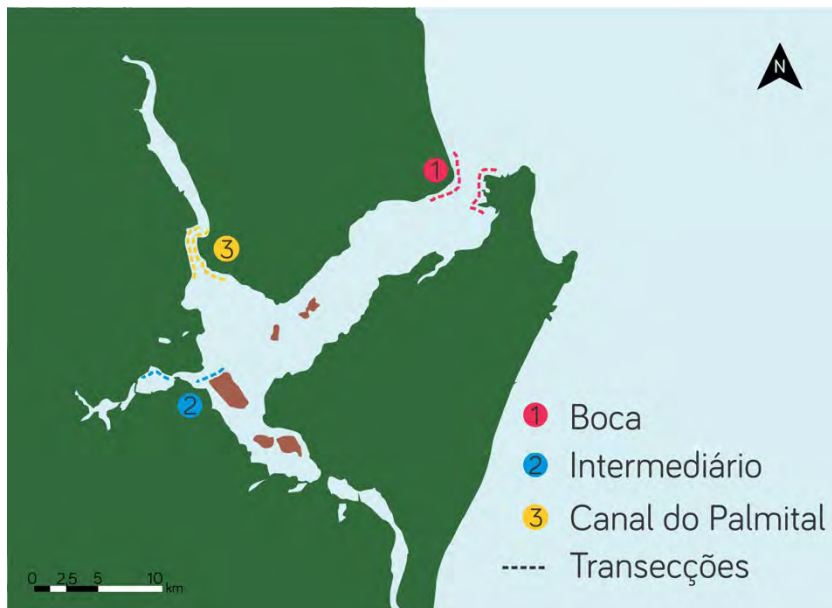 N
1
3
2
1 Boca
2 Intermediário
3 Canal do Palmital
Transecções
0 2.5 5 10
km